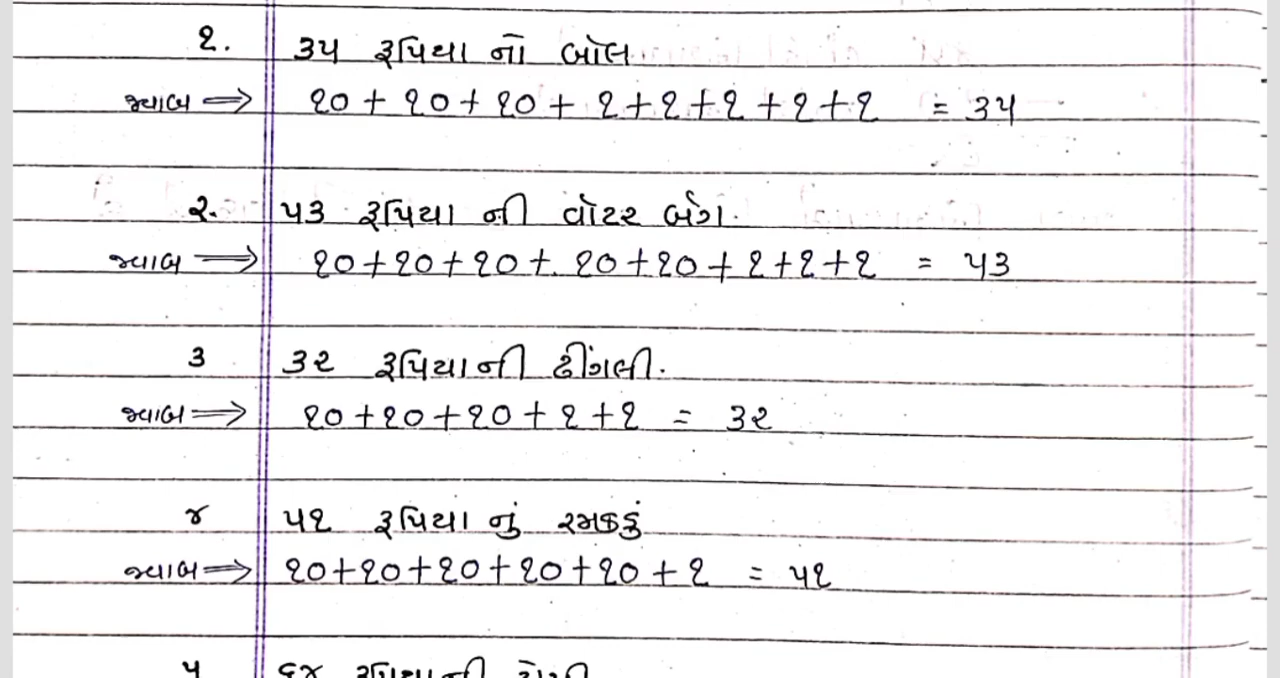 ૧. ૩૫ રૂપિયા નો બોલ
જવાબ ⇒ ૧૦ + ૧૦ + ૧૦ + ૧ + ૧ + ૧ + ૧ + ૧ = ૩૫
૨. ૫૩ રૂપિયા ની વોટર બેગ.
જવાબ ⇒ ૧૦ + ૧૦ + ૧૦ + ૧૦ + ૧૦ + ૧ + ૧ + ૧ = ૫૩
૩ ૩૨ રૂપિયાની ઢીંગલી.
જવાબ ⇒ ૧૦ + ૧૦ + ૧૦ + ૧ + ૧ = ૩૨
૪ ૫૧ રૂપિયા નું રમકડું
જવાબ ⇒ ૧૦ + ૧૦ + ૧૦ + ૧૦ + ૧૦ + ૧ = ૫૧
૫ રૂપિયાની